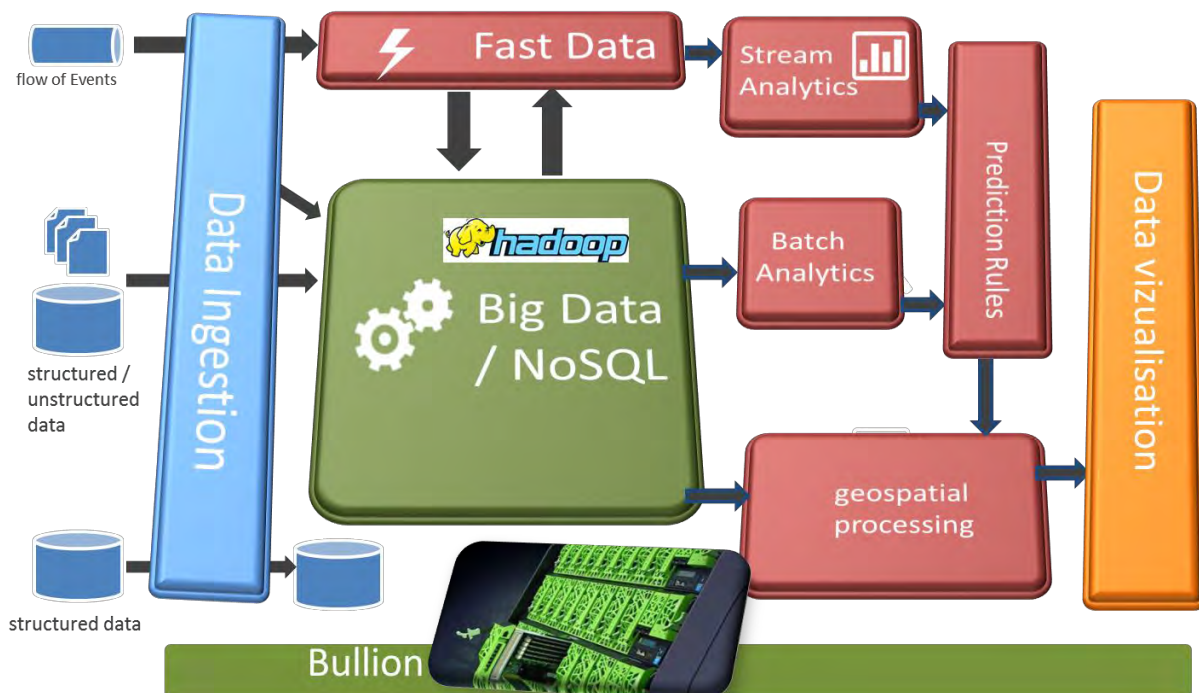 flow of Events
Fast Data
Stream
Analytics
Data Ingestion
hadoop
Big Data
/ NoSQL
Batch
Analytics
Prediction Rules
Data vizualisation
structured /
unstructured
data
geospatial
processing
structured data
Bullion